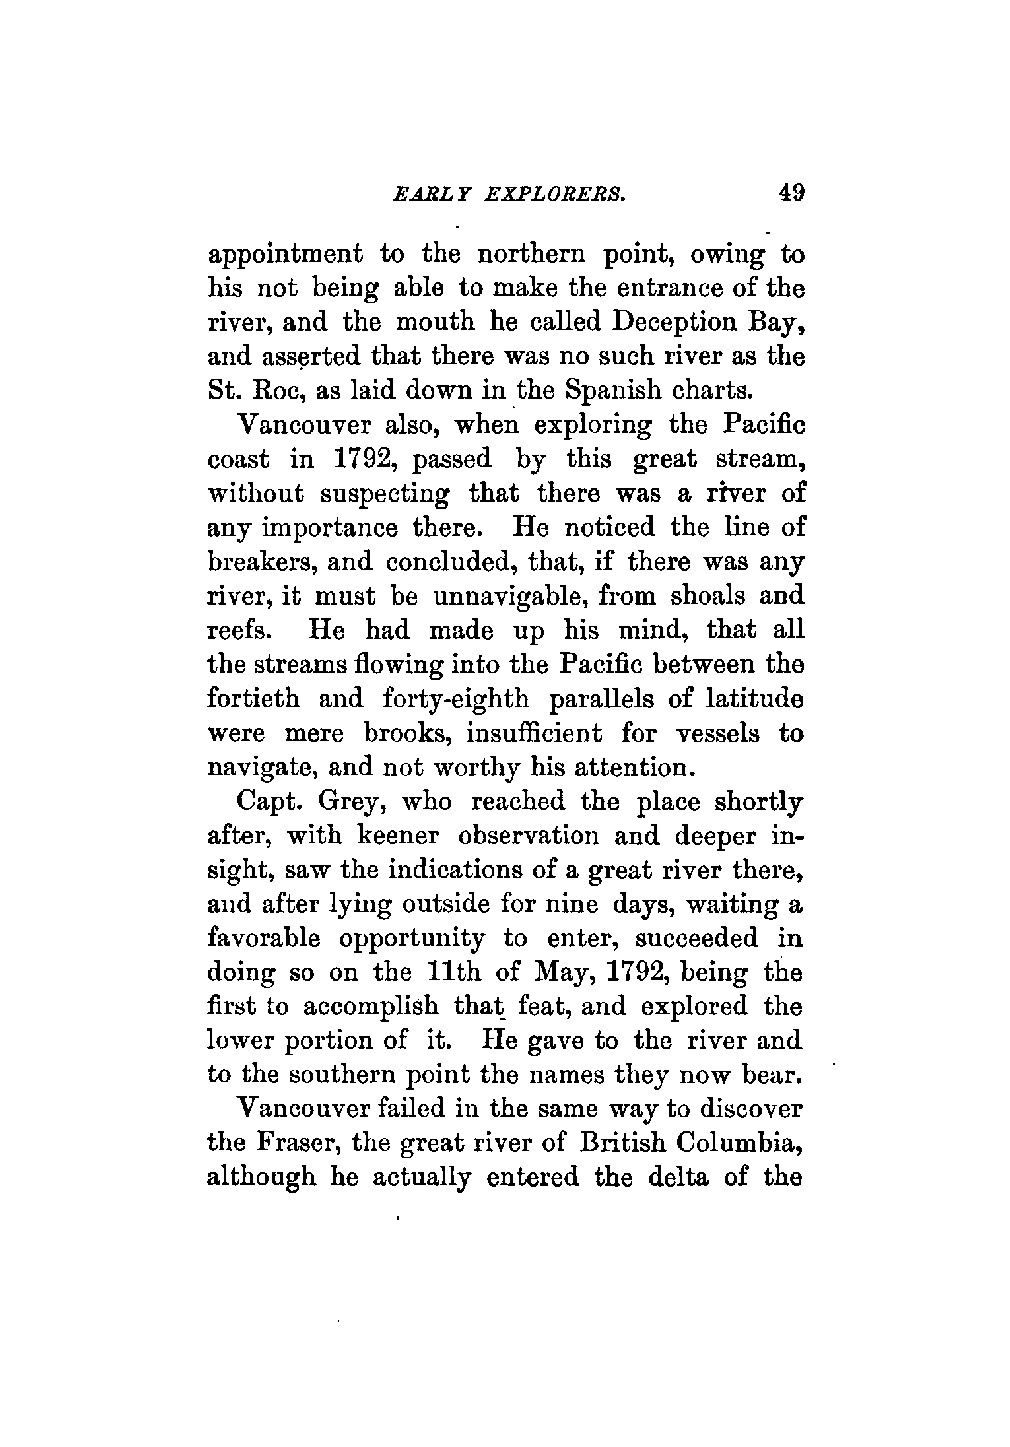 EARLY EXPLORERS. 49
appointment to the northern point, owing to
his not being able to make the entrance of the
river, and the mouth he called Deception Bay,
and asserted that there was no such river as the
St. Roc, as laid down in the Spanish charts.
Vancouver also, when exploring the Pacific
coast in 1792, passed by this great stream,
without suspecting that there was a river of
any importance there. He noticed the line of
breakers, and concluded, that, if there was any
river, it must be unnavigable, from shoals and
reefs. He had made up his mind, that all
the streams flowing into the Pacific between the
fortieth and forty-eighth parallels of latitude
were mere brooks, insufficient for vessels to
navigate, and not worthy his attention.
Capt. Grey, who reached the place shortly
after, with keener observation and deeper in-
sight, saw the indications of a great river there,
and after lying outside for nine days, waiting a
favorable opportunity to enter, succeeded in
doing so on the 11th of May, 1792, being the
first to accomplish that feat, and explored the
lower portion of it. He gave to the river and
to the southern point the names they now bear.
Vancouver failed in the same way to discover
the Fraser, the great river of British Columbia,
although he actually entered the delta of the